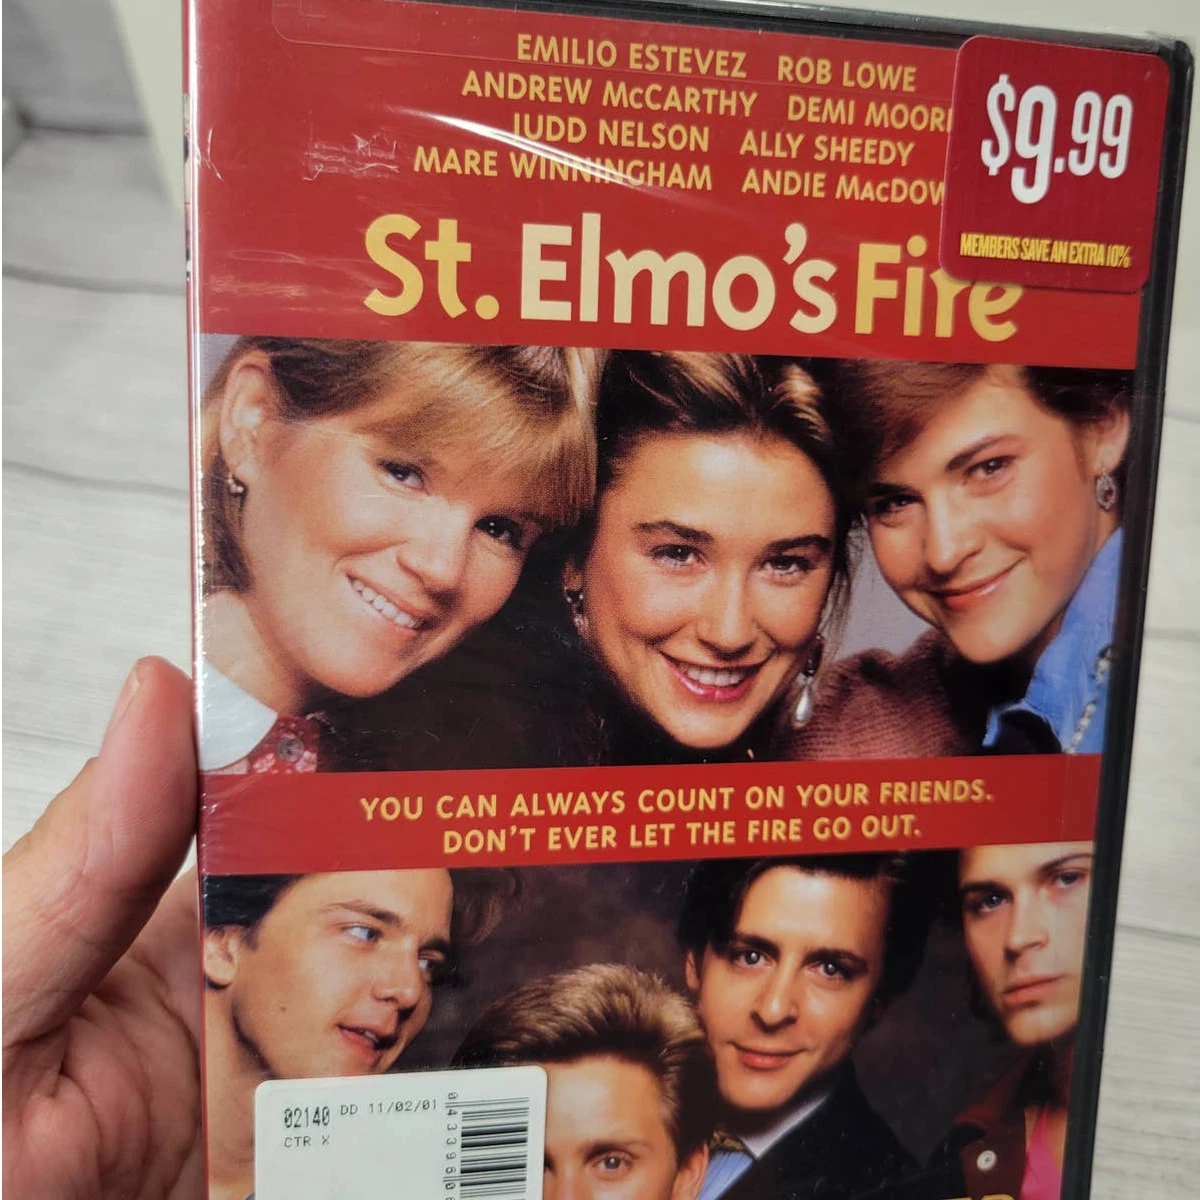 EMILIO ESTEVEZ ROB LOWE
ANDREW McCARTHY DEMI MOOR
JUDD NELSON ALLY SHEEDY
MARE WINNINGHAM ANDIE MacDOW
$9.99
MEMBERS SAVE AN EXTRA 10%
St. Elmo's Fire
YOU CAN ALWAYS COUNT ON YOUR FRIENDS.
DON'T EVER LET THE FIRE GO OUT.
02140 DD 11/02/01
CTR X